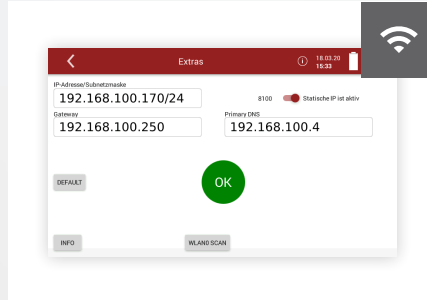 Extras
18.03.20
15:33
IP-Adresse/Subnetzmaske
192.168.100.170/24
8100
Statische IP ist aktiv
Gateway
192.168.100.250
Primary DNS
192.168.100.4
DEFAULT
OK
INFO
WLAN0 SCAN